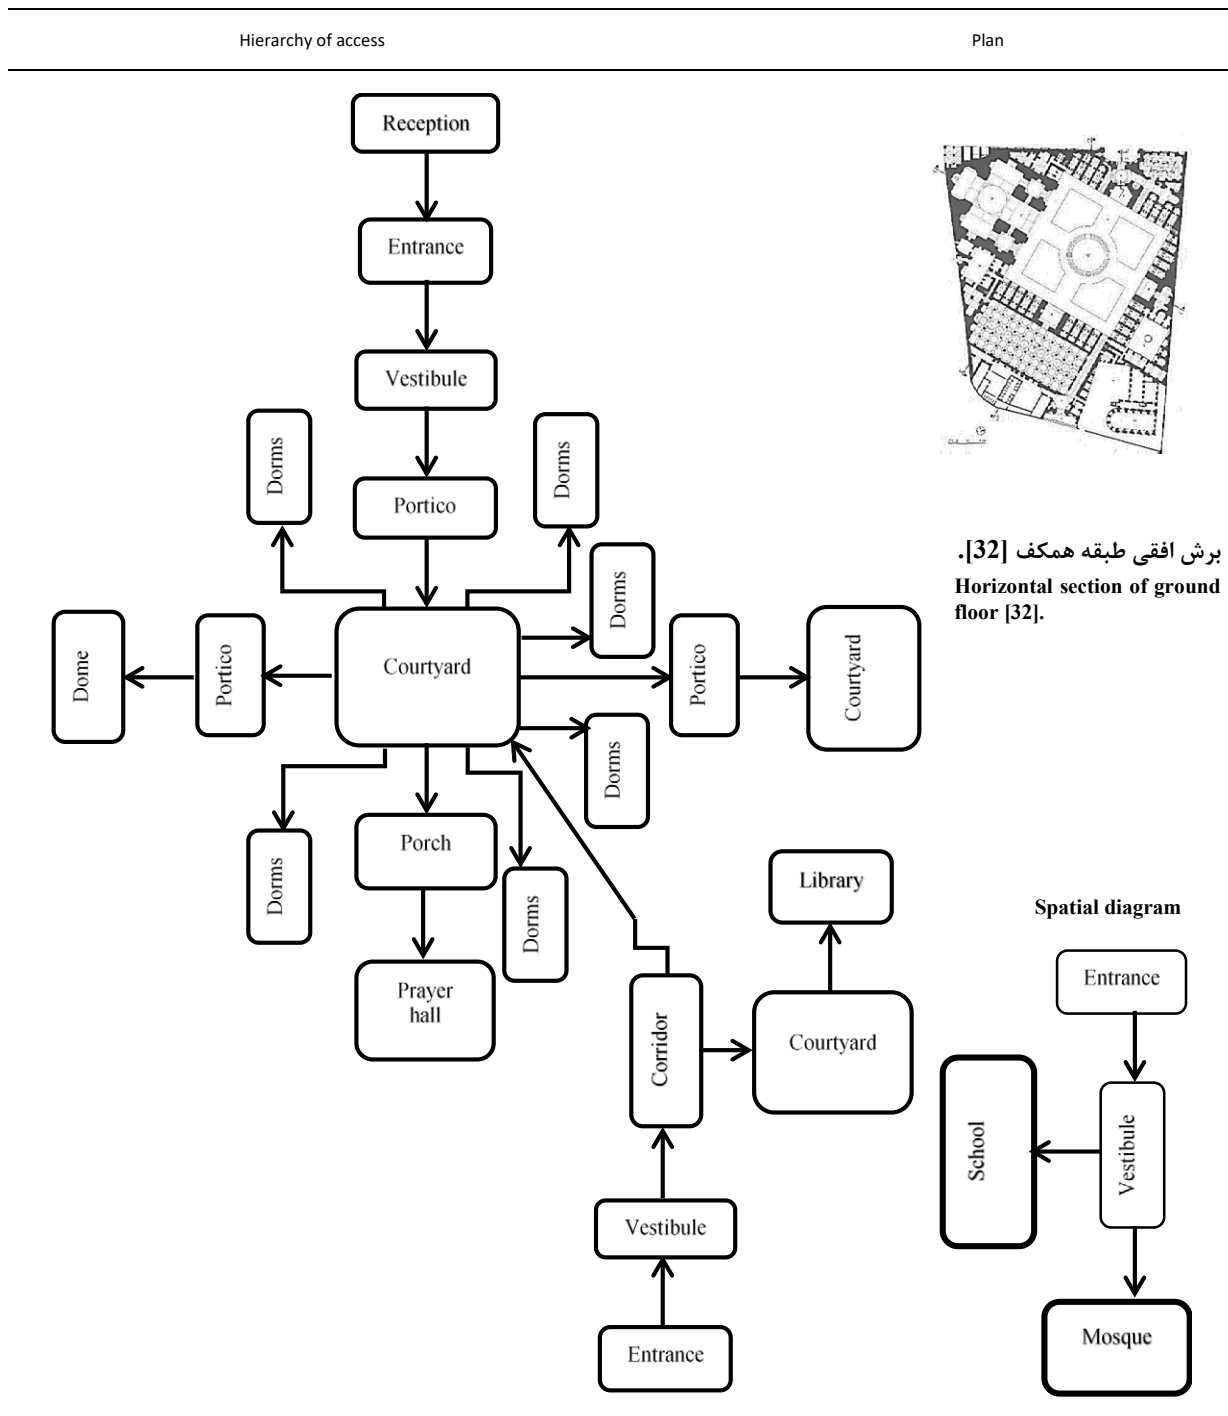 Hierarchy of access
Plan
Reception
Entrance
Vestibule
Portico
Dorms
Dorms
Dorms
Dome
Portico
Courtyard
Portico
Courtyard
Dorms
Dorms
Porch
Dorms
Prayer
hall
Corridor
Courtyard
Library
Vestibule
Entrance
برش افقی طبقه همکف [32].
Horizontal section of ground
floor [32].
Spatial diagram
Entrance
Vestibule
School
Mosque